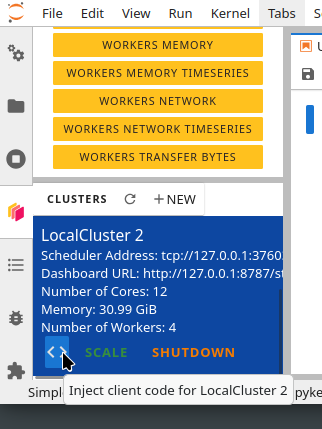 File Edit View Run Kernel Tabs
WORKERS MEMORY
WORKERS MEMORY TIMESERIES
WORKERS NETWORK
WORKERS NETWORK TIMESERIES
WORKERS TRANSFER BYTES
CLUSTERS + NEW
LocalCluster 2
Scheduler Address: tcp://127.0.0.1:3760
Dashboard URL: http://127.0.0.1:8787/st
Number of Cores: 12
Memory: 30.99 GiB
Number of Workers: 4
<> SCALE SHUTDOWN
Inject client code for LocalCluster 2
Simpl pyke